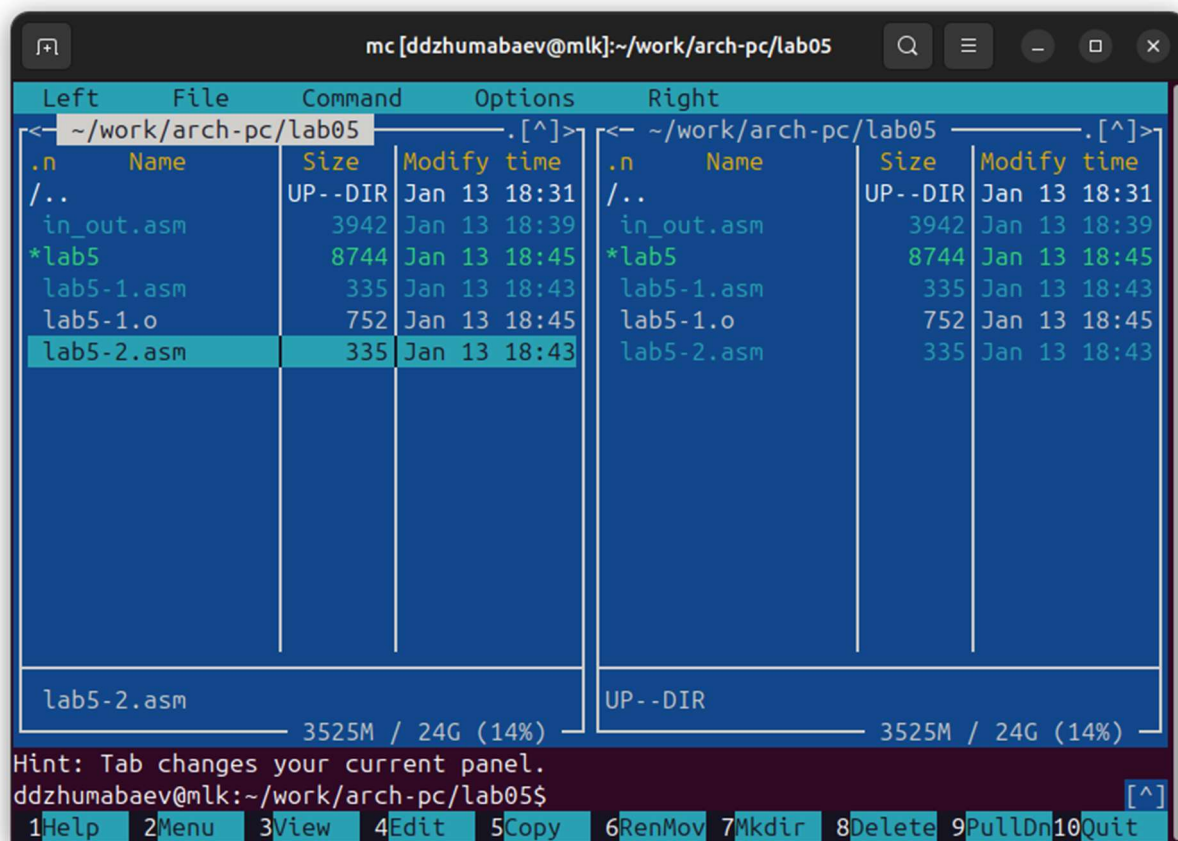 mc [ddzhumabaev@mlk]:~/work/arch-pc/lab05
Left File Command Options Right
<- ~/work/arch-pc/lab05 .[^]> <- ~/work/arch-pc/lab05 .[^]>
.n Name Size Modify time .n Name Size Modify time
/.. UP--DIR Jan 13 18:31 /.. UP--DIR Jan 13 18:31
in_out.asm 3942 Jan 13 18:39 in_out.asm 3942 Jan 13 18:39
*lab5 8744 Jan 13 18:45 *lab5 8744 Jan 13 18:45
lab5-1.asm 335 Jan 13 18:43 lab5-1.asm 335 Jan 13 18:43
lab5-1.o 752 Jan 13 18:45 lab5-1.o 752 Jan 13 18:45
lab5-2.asm 335 Jan 13 18:43 lab5-2.asm 335 Jan 13 18:43
lab5-2.asm UP--DIR
3525M / 24G (14%) 3525M / 24G (14%)
Hint: Tab changes your current panel.
ddzhumabaev@mlk:~/work/arch-pc/lab05$ [^]
1Help 2Menu 3View 4Edit 5Copy 6RenMov 7Mkdir 8Delete 9PullDn 10Quit